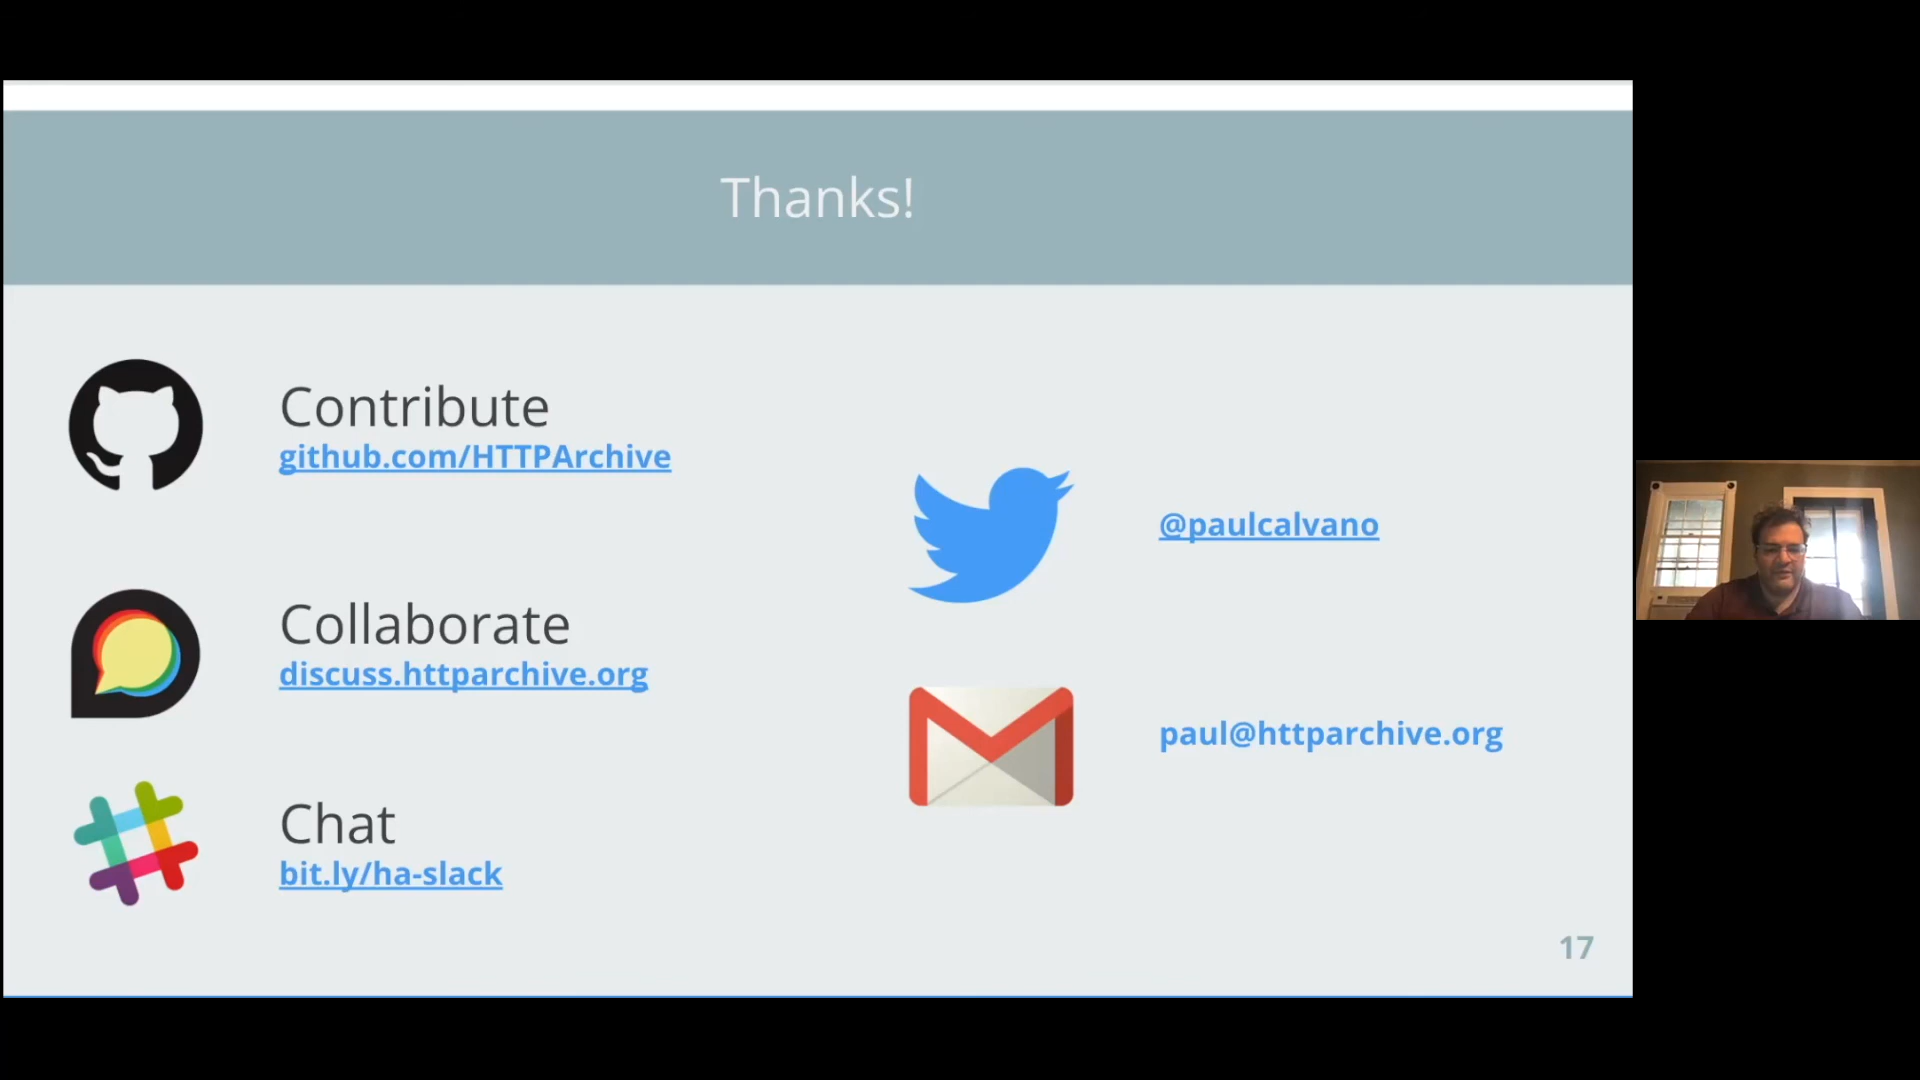 Thanks!
Contribute
github.com/HTTPArchive
Collaborate
discuss.httparchive.org
Chat
bit.ly/ha-slack
@paulcalvano
paul@httparchive.org
17